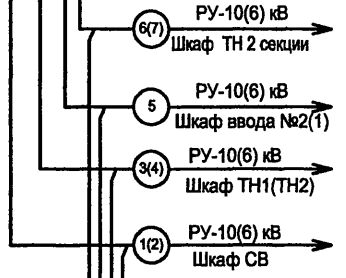 6(7)
РУ-10(6) кВ
Шкаф ТН 2 секции
5
РУ-10(6) кВ
Шкаф ввода №2(1)
3(4)
РУ-10(6) кВ
Шкаф ТН1(ТН2)
1(2)
РУ-10(6) кВ
Шкаф СВ